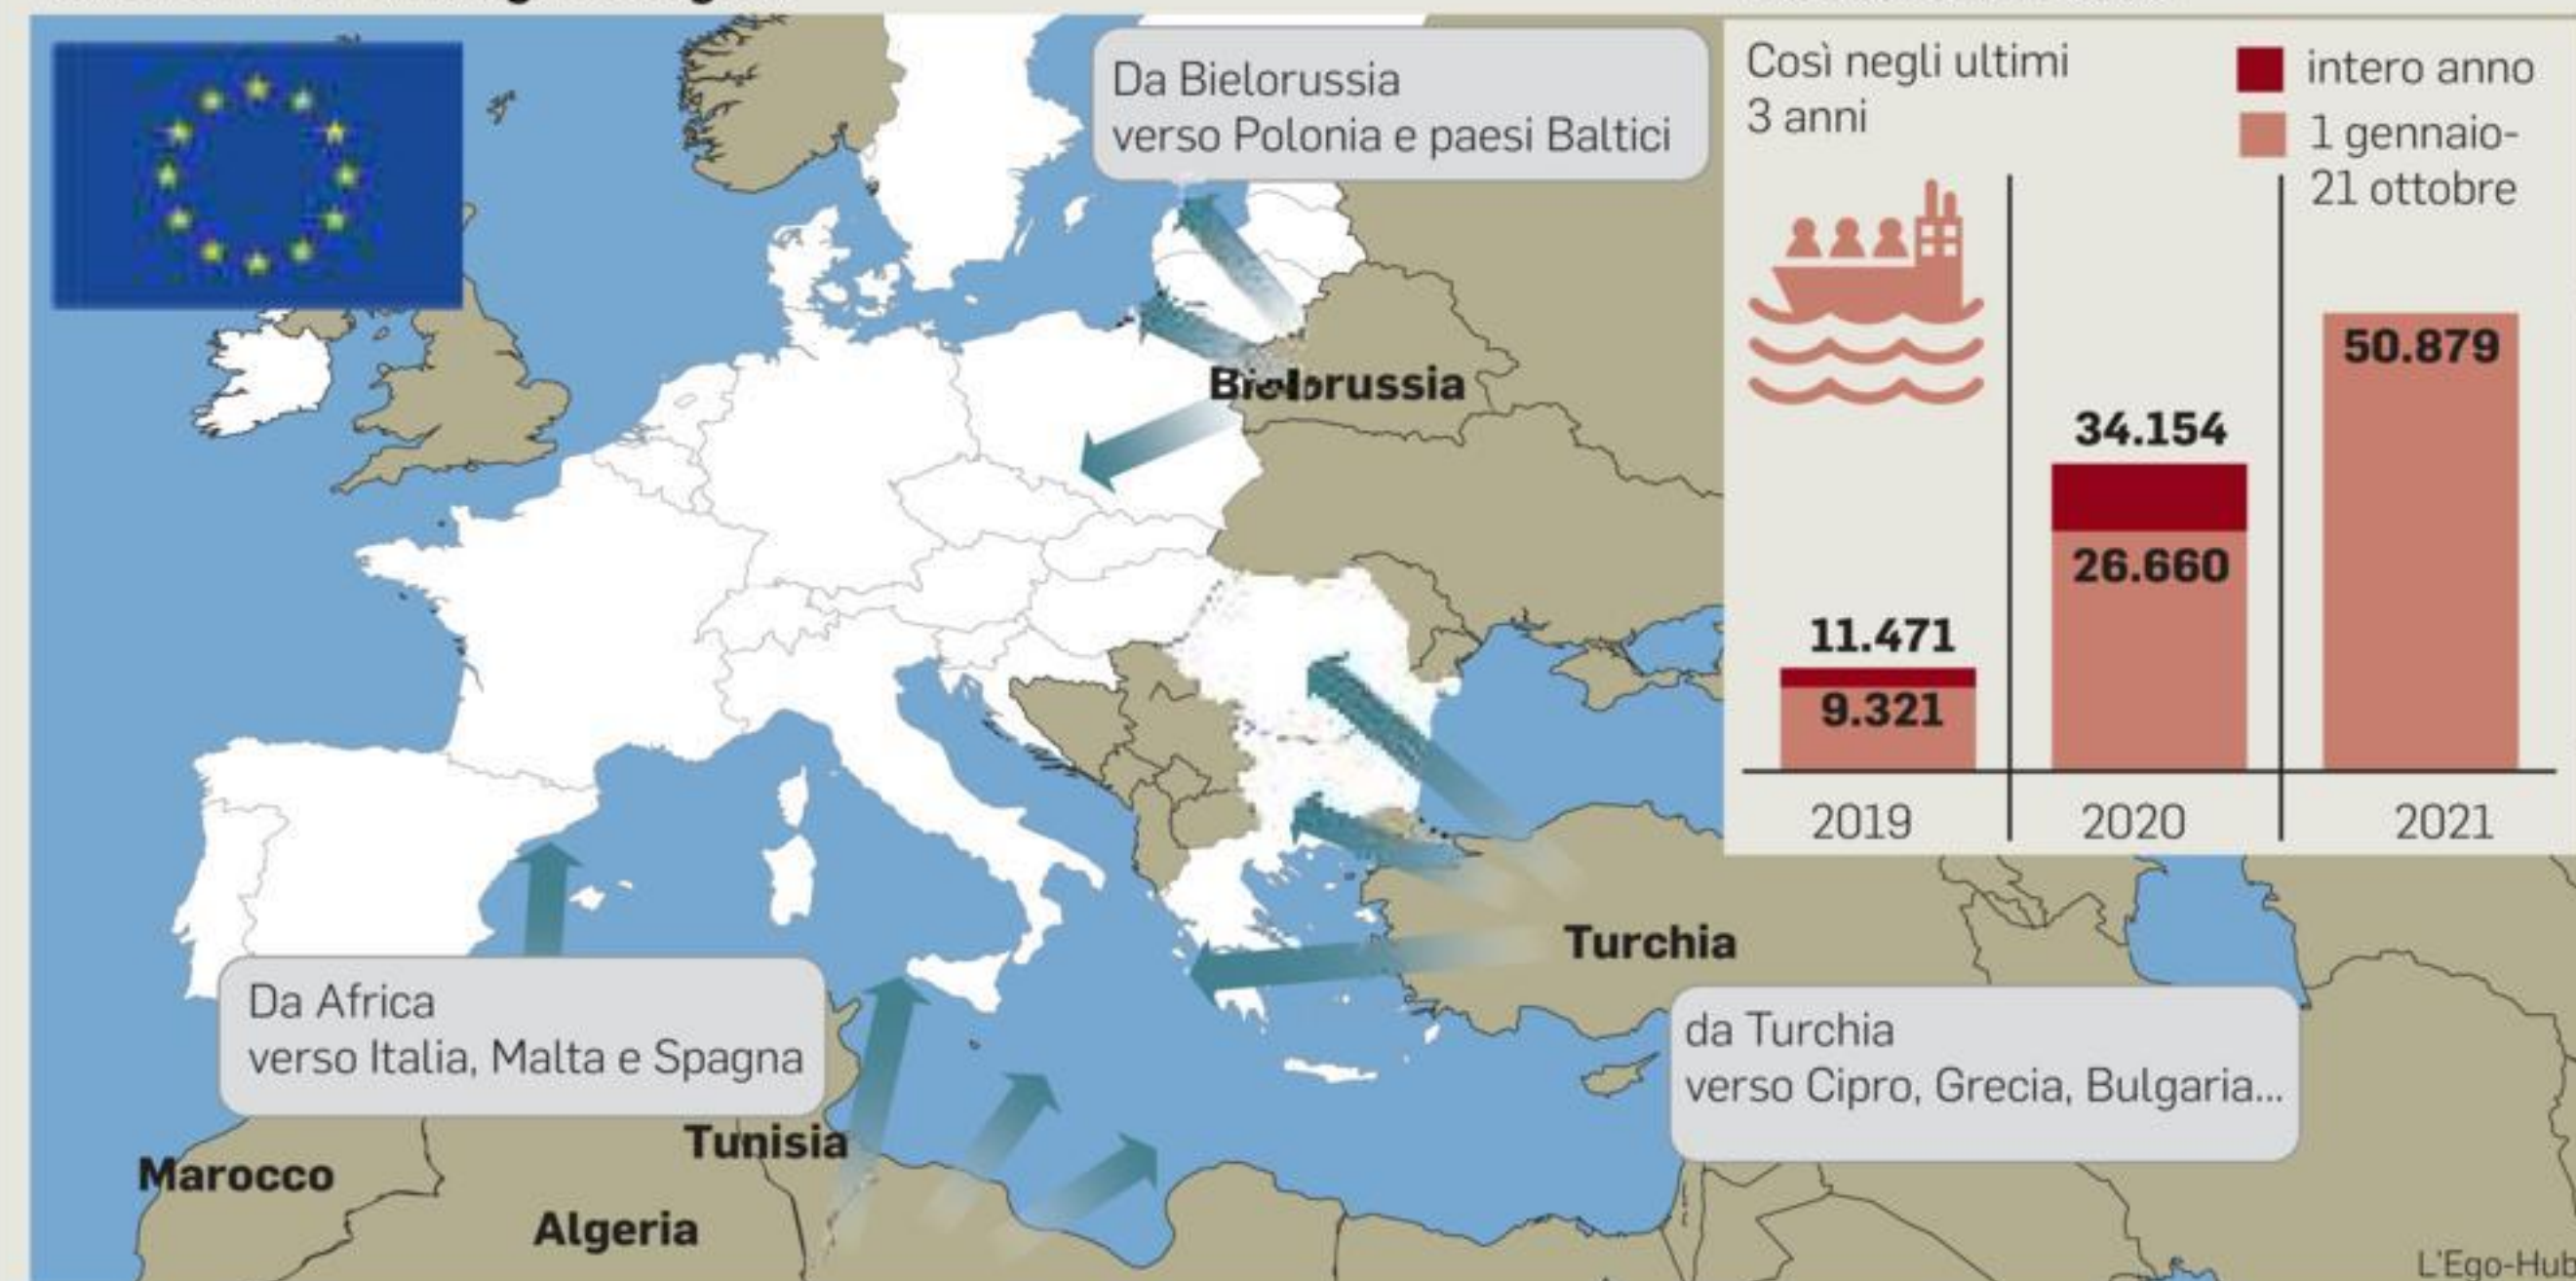 Così negli ultimi
3 anni
intero anno
1 gennaio-
21 ottobre
Da Bielorussia
verso Polonia e paesi Baltici
Bielorussia
50.879
34.154
26.660
11.471
9.321
2019
2020
2021
Turchia
da Turchia
verso Cipro, Grecia, Bulgaria...
Da Africa
verso Italia, Malta e Spagna
Tunisia
Marocco
Algeria
L'Ego-Hub